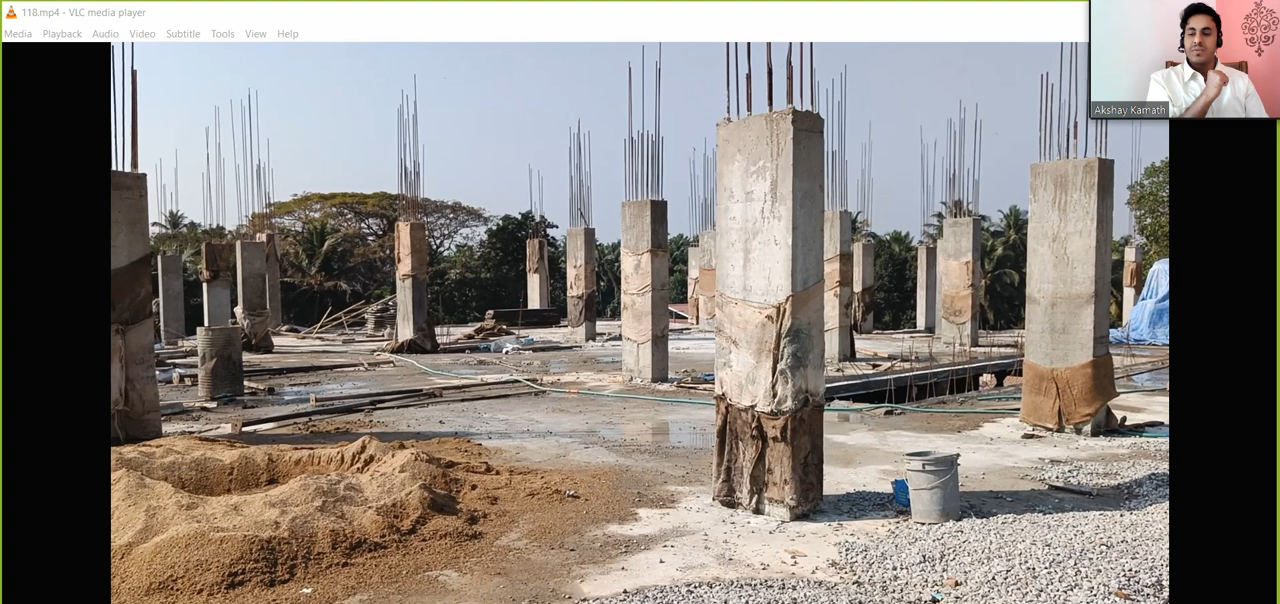 118.mp4 - VLC media player
Media Playback Audio Video Subtitle Tools View Help
Akshay Kamath